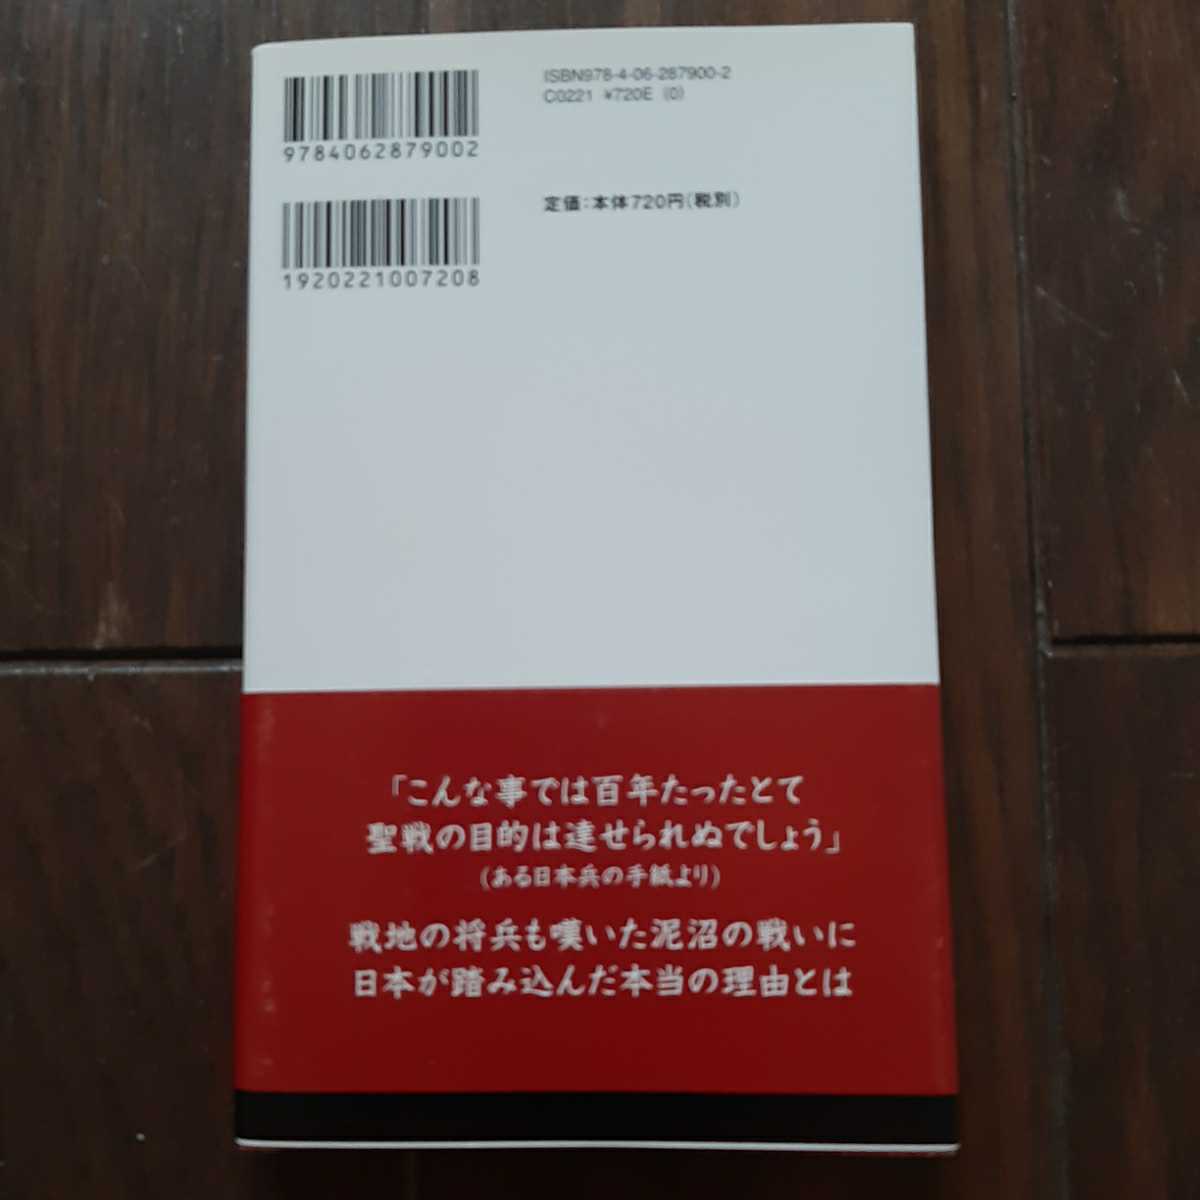 9784062879002
ISBN978-4-06-287900-2
C0221 ¥720E (0)
1920221007208
定価:本体720円(税別)
「こんな事では百年たったとて
聖戦の目的は達せられぬでしょう」
(ある日本兵の手紙より)
戦地の将兵も嘆いた泥沼の戦いに
日本が踏み込んだ本当の理由とは